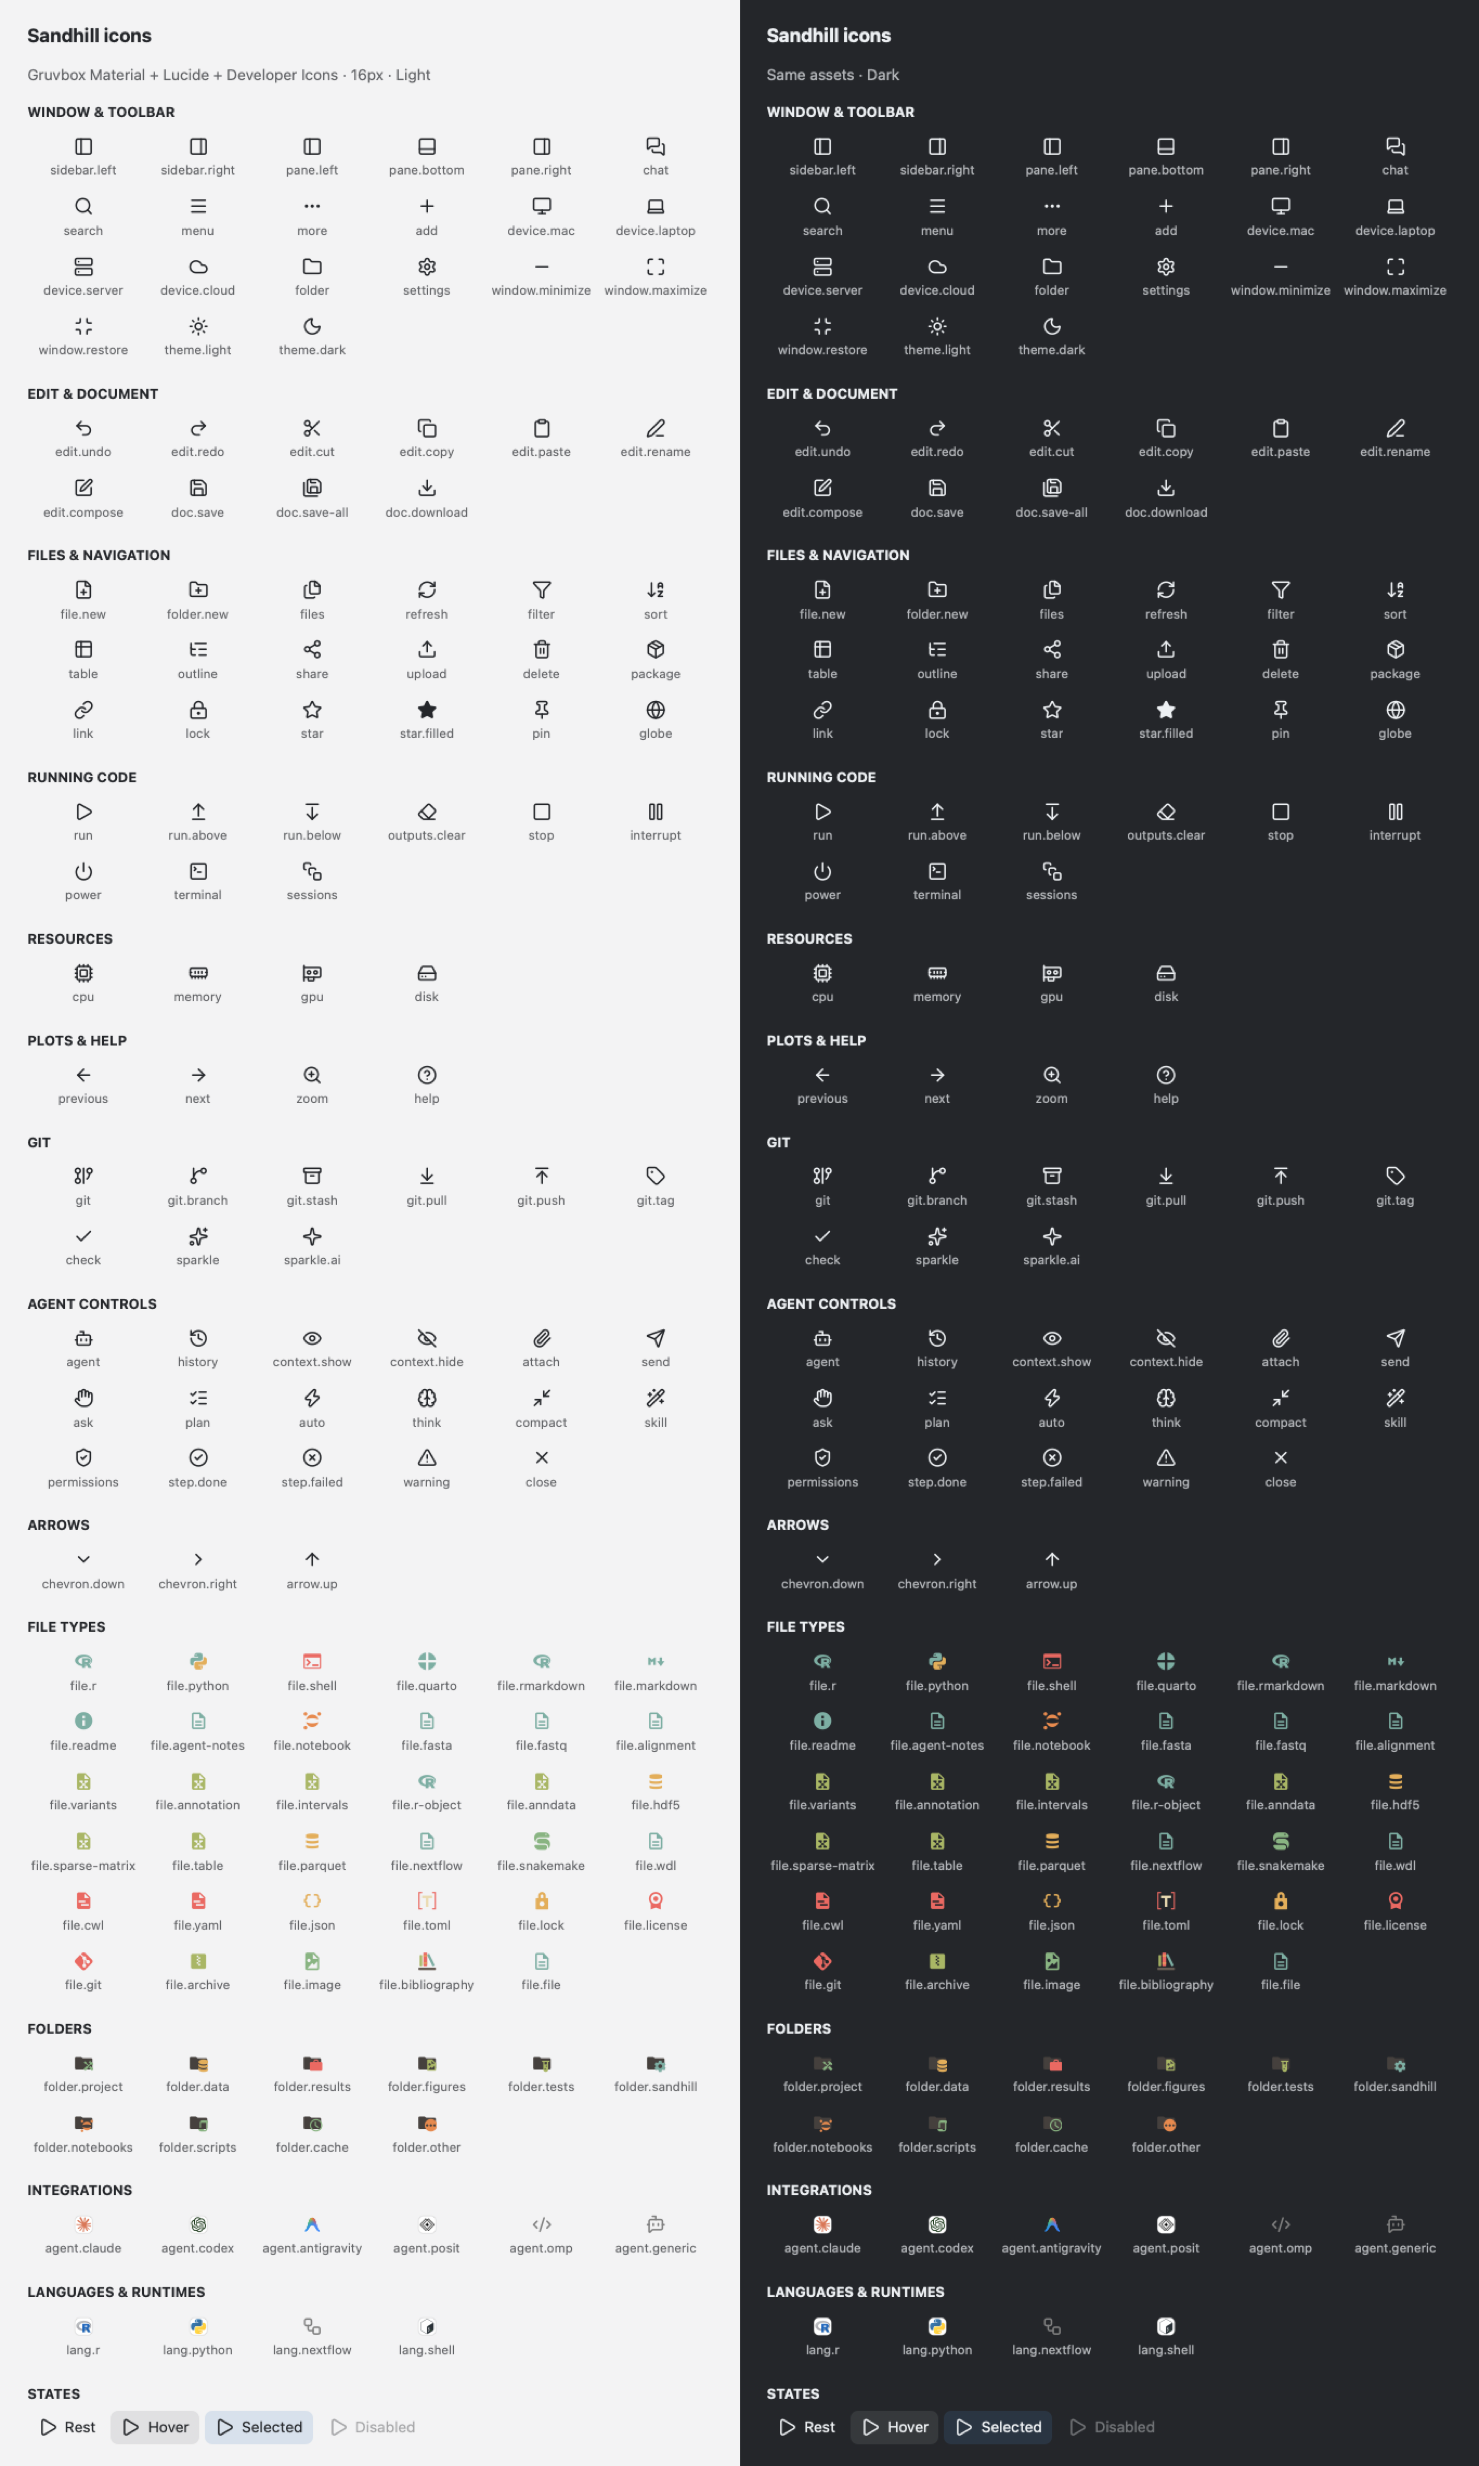 Sandhill icons
Gruvbox Material + Lucide + Developer Icons · 16px · Light
WINDOW & TOOLBAR
sidebar.left sidebar.right pane.left pane.bottom pane.right chat
search menu more add device.mac device.laptop
device.server device.cloud folder settings window.minimize window.maximize
window.restore theme.light theme.dark
EDIT & DOCUMENT
edit.undo edit.redo edit.cut edit.copy edit.paste edit.rename
edit.compose doc.save doc.save-all doc.download
FILES & NAVIGATION
file.new folder.new files refresh filter sort
table outline share upload delete package
link lock star star.filled pin globe
RUNNING CODE
run run.above run.below outputs.clear stop interrupt
power terminal sessions
RESOURCES
cpu memory gpu disk
PLOTS & HELP
previous next zoom help
GIT
git git.branch git.stash git.pull git.push git.tag
check sparkle sparkle.ai
AGENT CONTROLS
agent history context.show context.hide attach send
ask plan auto think compact skill
permissions step.done step.failed warning close
ARROWS
chevron.down chevron.right arrow.up
FILE TYPES
file.r file.python file.shell file.quarto file.rmarkdown file.markdown
file.readme file.agent-notes file.notebook file.fasta file.fastq file.alignment
file.variants file.annotation file.intervals file.r-object file.anndata file.hdf5
file.sparse-matrix file.table file.parquet file.nextflow file.snakemake file.wdl
file.cwl file.yaml file.json file.toml file.lock file.license
file.git file.archive file.image file.bibliography file.file
FOLDERS
folder.project folder.data folder.results folder.figures folder.tests folder.sandhill
folder.notebooks folder.scripts folder.cache folder.other
INTEGRATIONS
agent.claude agent.codex agent.antigravity agent.posit agent.omp agent.generic
LANGUAGES & RUNTIMES
lang.r lang.python lang.nextflow lang.shell
STATES
Rest Hover Selected Disabled
Sandhill icons
Same assets · Dark
WINDOW & TOOLBAR
sidebar.left sidebar.right pane.left pane.bottom pane.right chat
search menu more add device.mac device.laptop
device.server device.cloud folder settings window.minimize window.maximize
window.restore theme.light theme.dark
EDIT & DOCUMENT
edit.undo edit.redo edit.cut edit.copy edit.paste edit.rename
edit.compose doc.save doc.save-all doc.download
FILES & NAVIGATION
file.new folder.new files refresh filter sort
table outline share upload delete package
link lock star star.filled pin globe
RUNNING CODE
run run.above run.below outputs.clear stop interrupt
power terminal sessions
RESOURCES
cpu memory gpu disk
PLOTS & HELP
previous next zoom help
GIT
git git.branch git.stash git.pull git.push git.tag
check sparkle sparkle.ai
AGENT CONTROLS
agent history context.show context.hide attach send
ask plan auto think compact skill
permissions step.done step.failed warning close
ARROWS
chevron.down chevron.right arrow.up
FILE TYPES
file.r file.python file.shell file.quarto file.rmarkdown file.markdown
file.readme file.agent-notes file.notebook file.fasta file.fastq file.alignment
file.variants file.annotation file.intervals file.r-object file.anndata file.hdf5
file.sparse-matrix file.table file.parquet file.nextflow file.snakemake file.wdl
file.cwl file.yaml file.json file.toml file.lock file.license
file.git file.archive file.image file.bibliography file.file
FOLDERS
folder.project folder.data folder.results folder.figures folder.tests folder.sandhill
folder.notebooks folder.scripts folder.cache folder.other
INTEGRATIONS
agent.claude agent.codex agent.antigravity agent.posit agent.omp agent.generic
LANGUAGES & RUNTIMES
lang.r lang.python lang.nextflow lang.shell
STATES
Rest Hover Selected Disabled